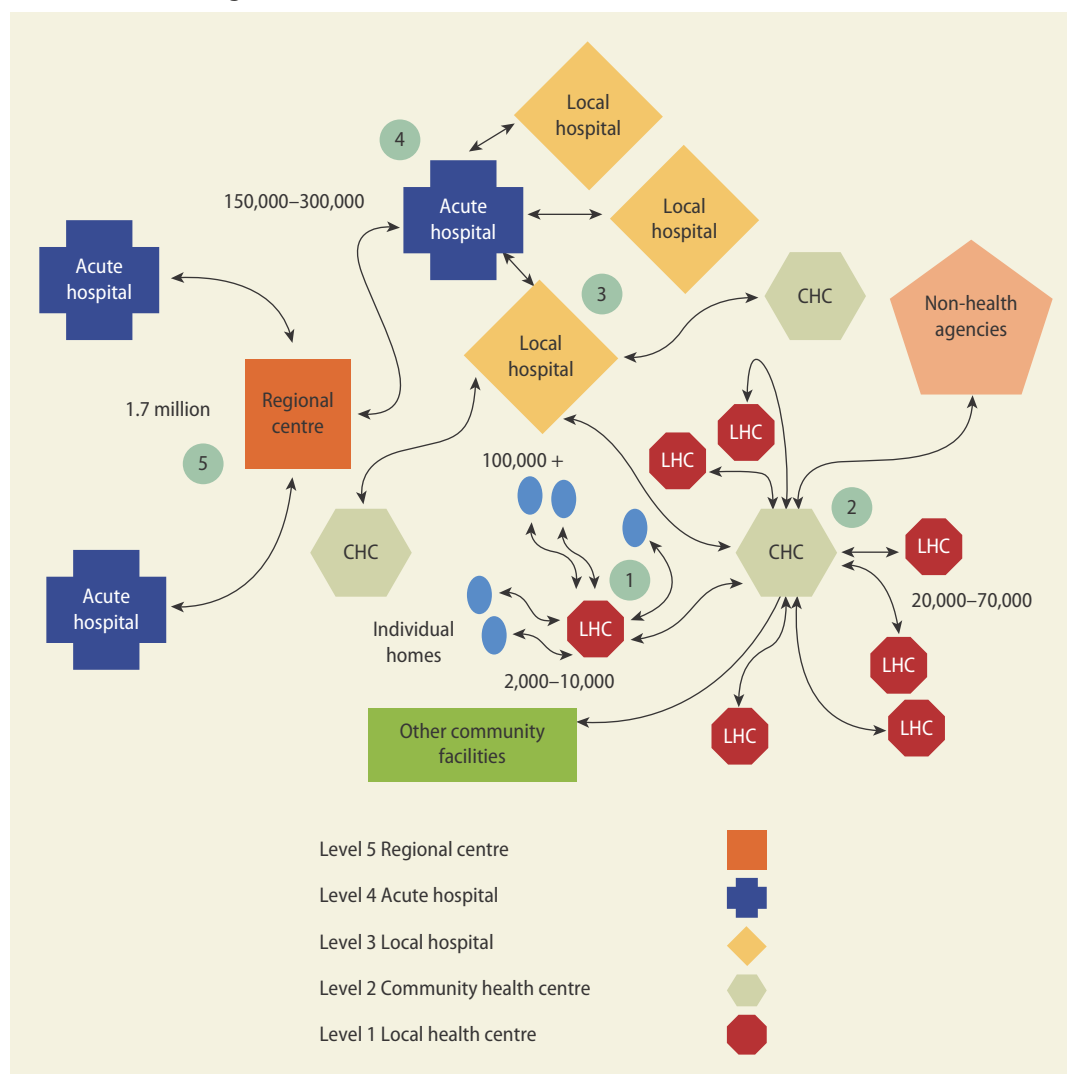 Local
hospital
4
Acute
hospital
150,000–300,000
Local
hospital
Acute
hospital
3
CHC
Non-health
agencies
Local
hospital
Regional
centre
1.7 million
5
LHC
LHC
100,000 +
2
CHC
CHC
LHC
1
20,000–70,000
Acute
hospital
Individual
homes
LHC
LHC
2,000–10,000
LHC
LHC
Other community
facilities
Level 5 Regional centre
Level 4 Acute hospital
Level 3 Local hospital
Level 2 Community health centre
Level 1 Local health centre